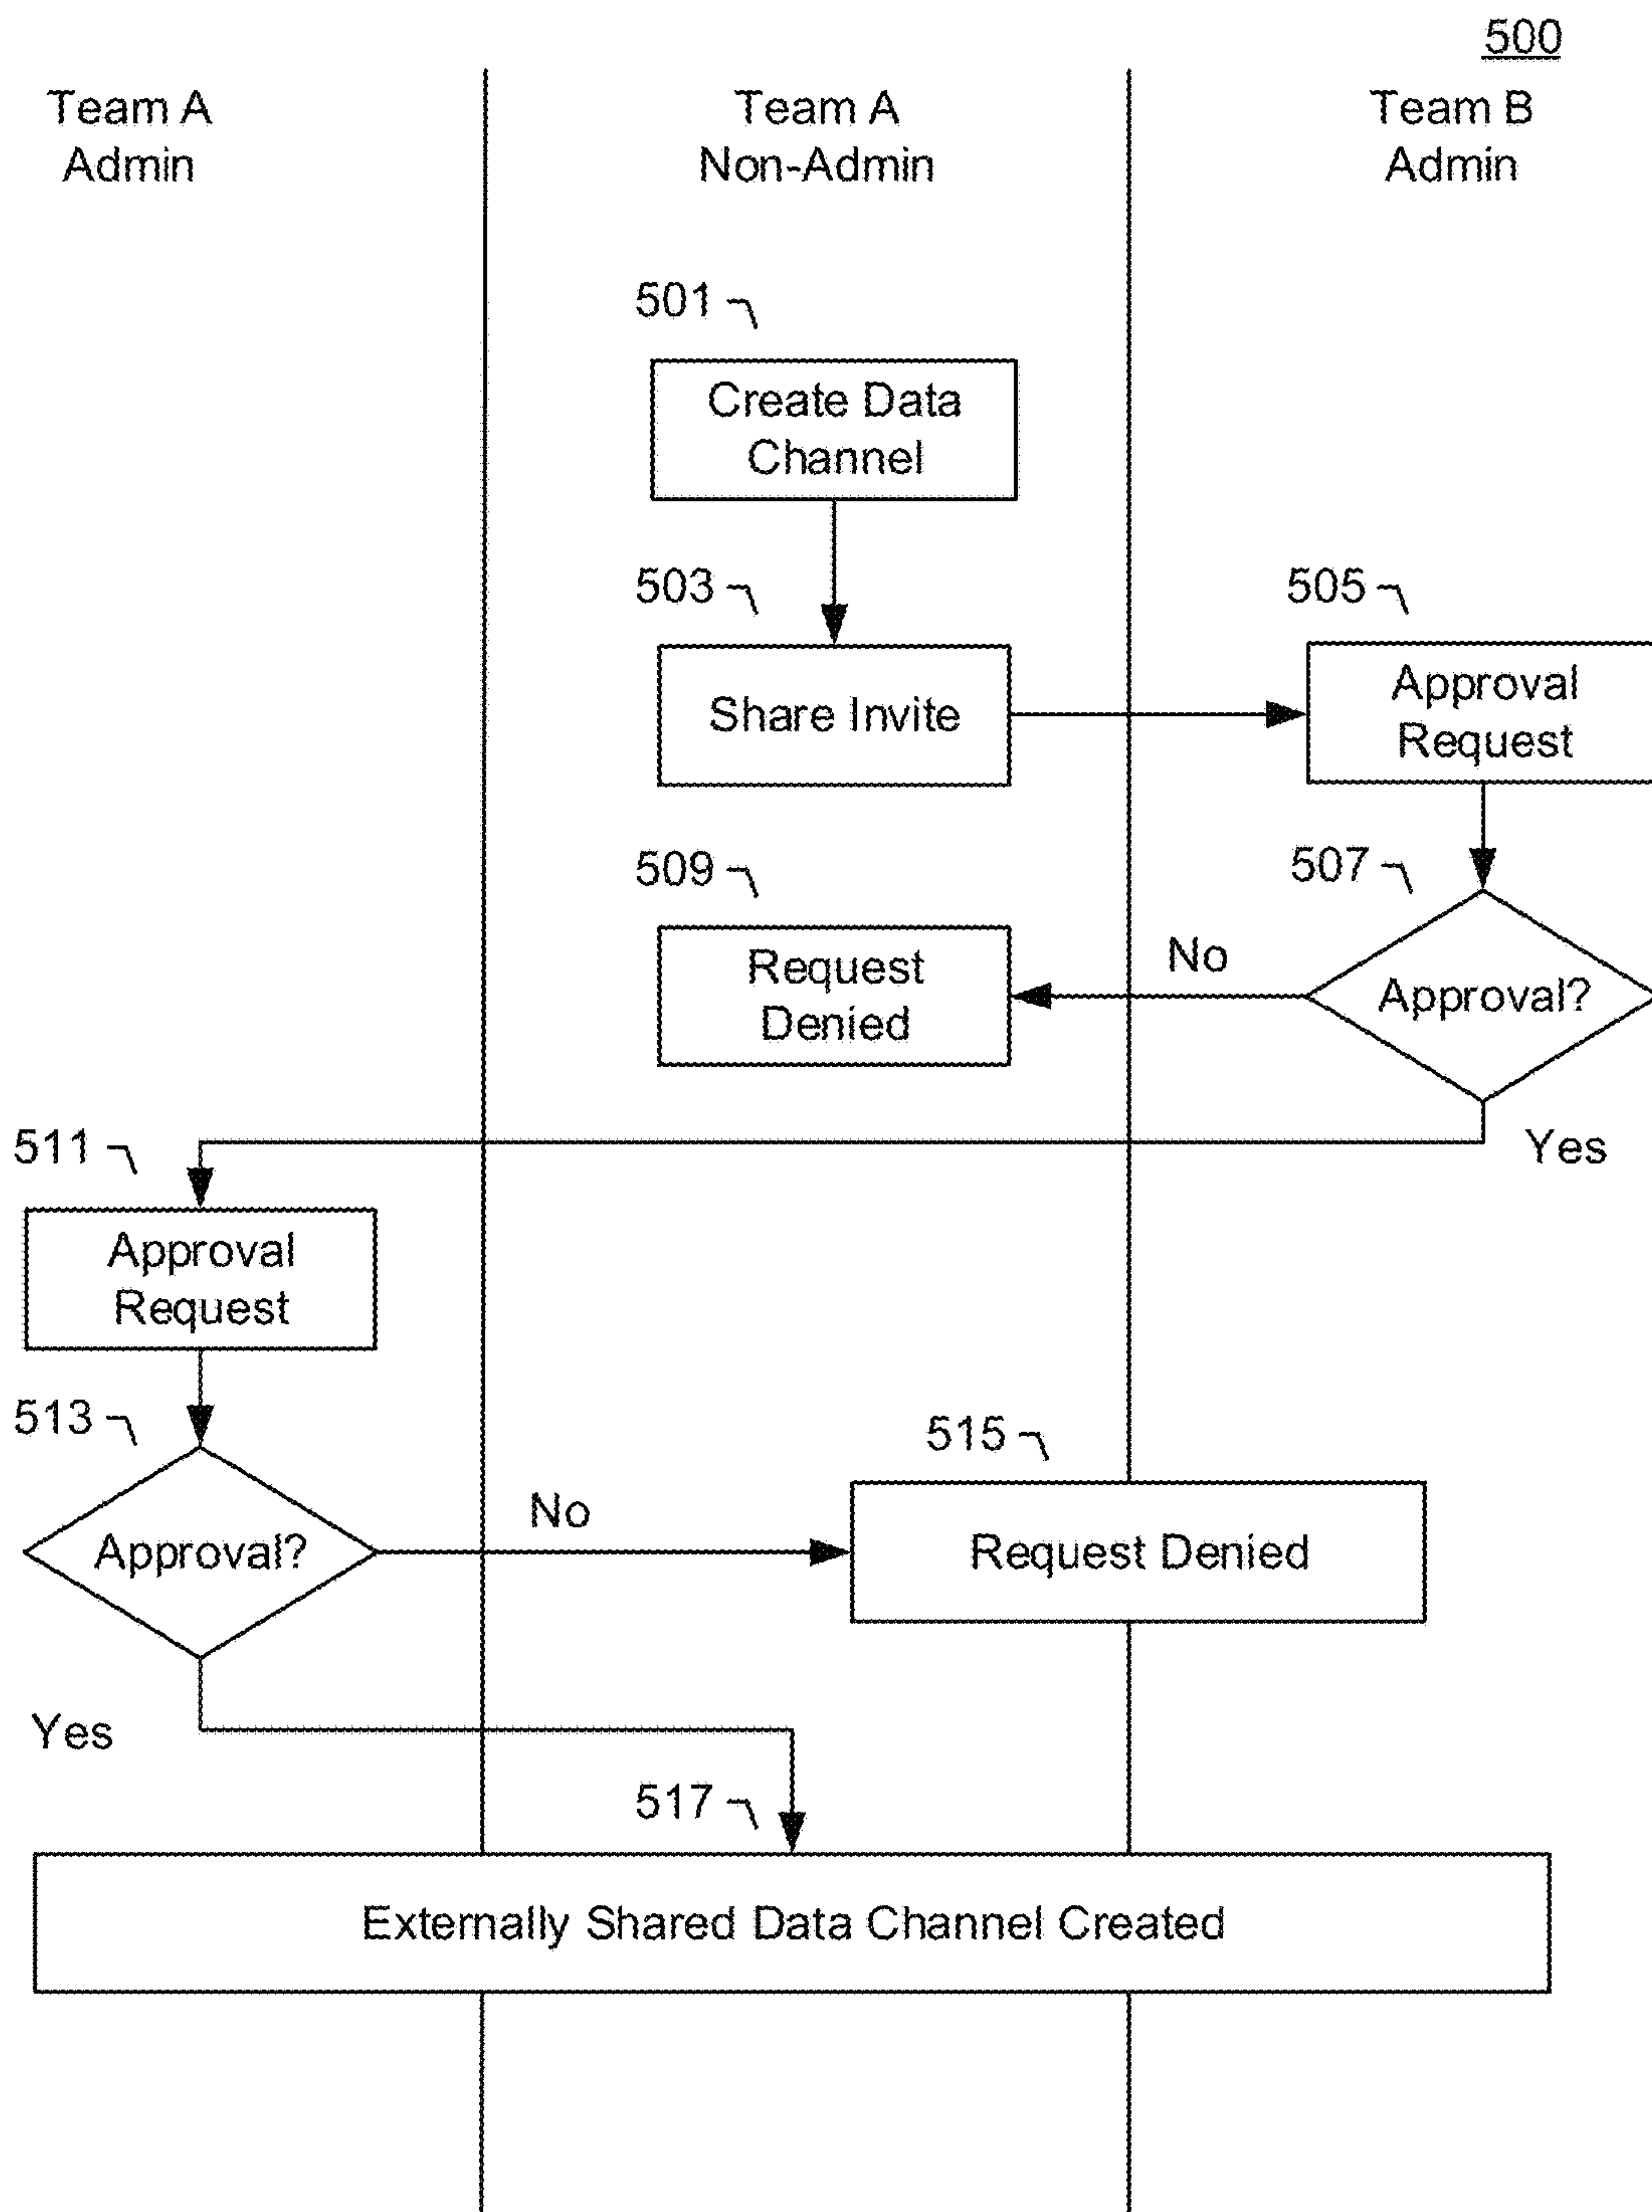 500
Team A
Admin
Team A
Non-Admin
Team B
Admin
501
Create Data
Channel
503
Share Invite
505
Approval
Request
507
Approval?
No
509
Request
Denied
Yes
511
Approval
Request
513
Approval?
No
515
Request Denied
Yes
517
Externally Shared Data Channel Created